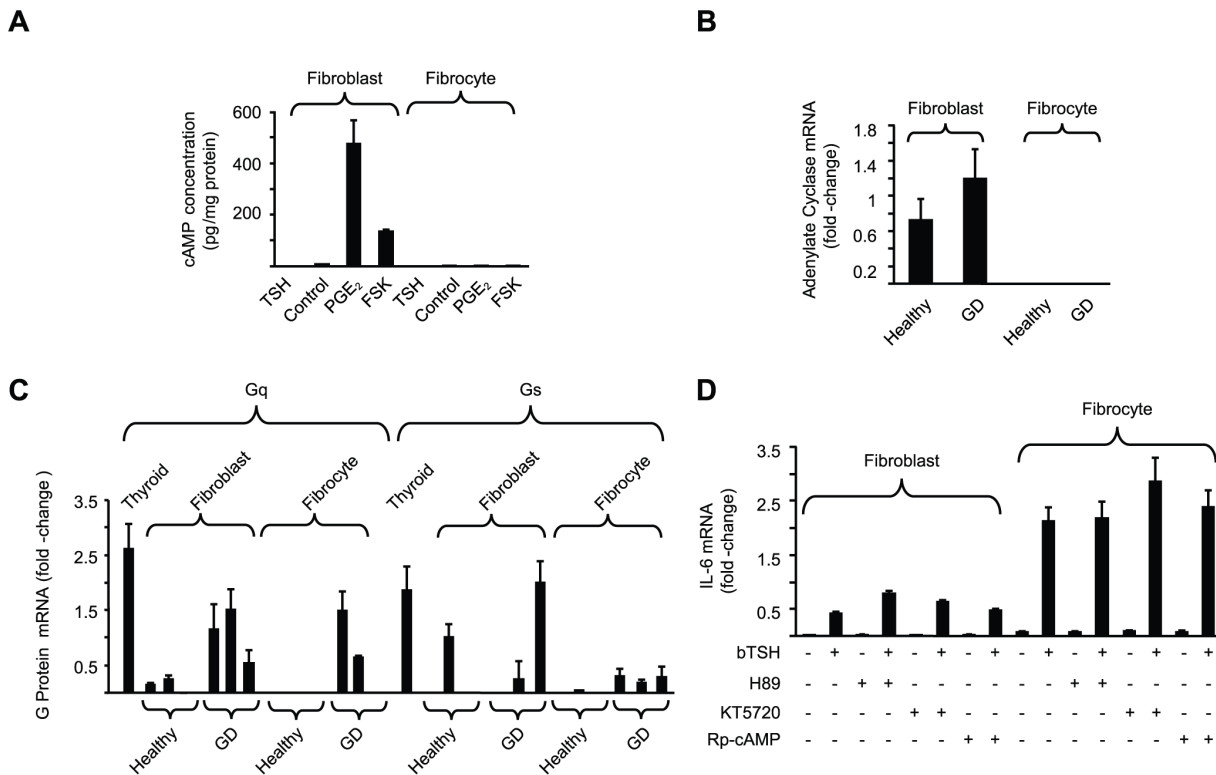 A
Fibroblast Fibrocyte
cAMP concentration
(pg/mg protein)
600
400
200
TSH Control PGE₂ FSK TSH Control PGE₂ FSK
B
Fibroblast Fibrocyte
Adenylate Cyclase mRNA
(fold -change)
1.8
1.4
1
0.6
0.2
Healthy GD Healthy GD
C
Gq Gs
Thyroid Fibroblast Fibrocyte Thyroid Fibroblast Fibrocyte
G Protein mRNA (fold -change)
3.5
2.5
1.5
0.5
Healthy GD Healthy GD Healthy GD Healthy GD
D
Fibroblast Fibrocyte
IL-6 mRNA
(fold -change)
3.5
2.5
1.5
0.5
bTSH - + - + - + - + - + - + - + - +
H89 - - + + - - - - - - + + - - - -
KT5720 - - - - + + - - - - - - + + - -
Rp-cAMP - - - - - - + + - - - - - - + +